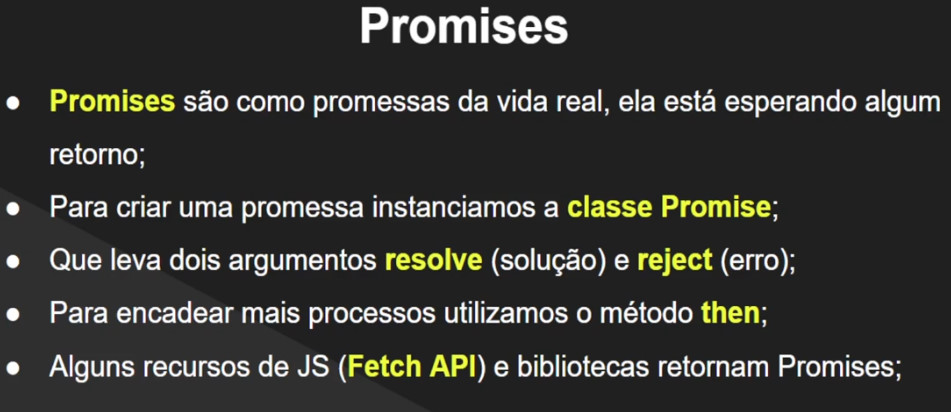 Promises
● Promises são como promessas da vida real, ela está esperando algum
retorno;
● Para criar uma promessa instanciamos a classe Promise;
● Que leva dois argumentos resolve (solução) e reject (erro);
● Para encadear mais processos utilizamos o método then;
● Alguns recursos de JS (Fetch API) e bibliotecas retornam Promises;